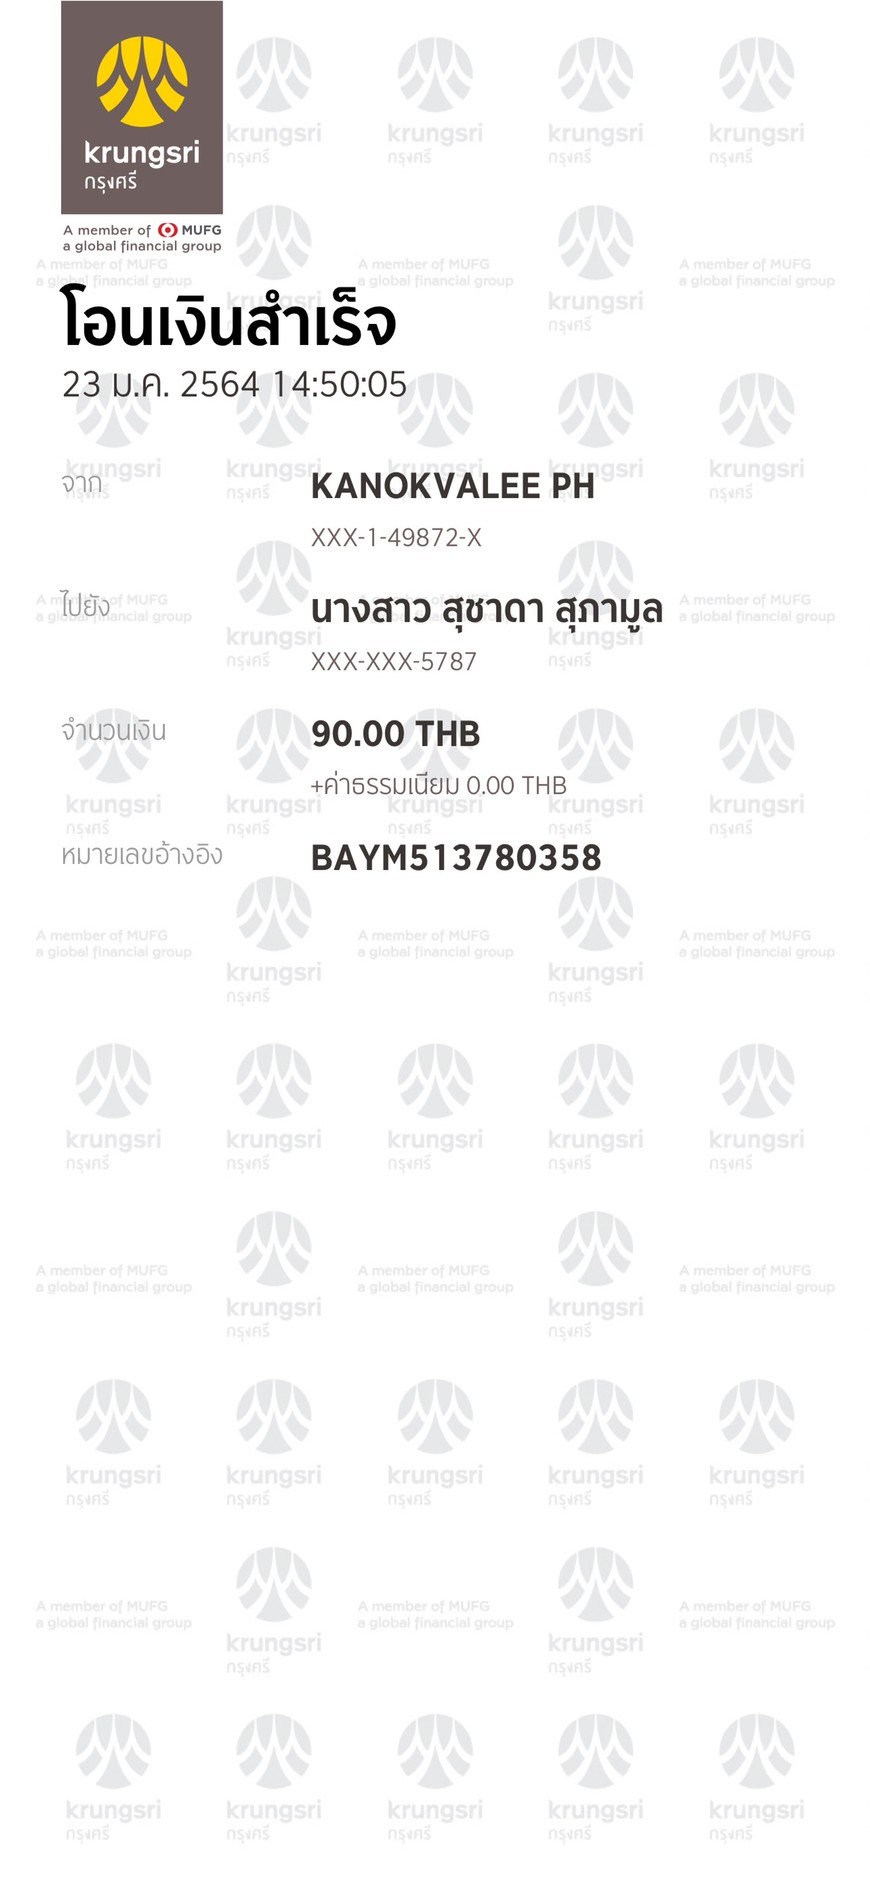 krungsri
กรุงศรี
A member of MUFG
a global financial group
โอนเงินสำเร็จ
23 ม.ค. 2564 14:50:05
จาก
KANOKVALEE PH
XXX-1-49872-X
ไปยัง
นางสาว สุชาดา สุภามูล
XXX-XXX-5787
จำนวนเงิน
90.00 THB
+ค่าธรรมเนียม 0.00 THB
หมายเลขอ้างอิง
BAYM513780358